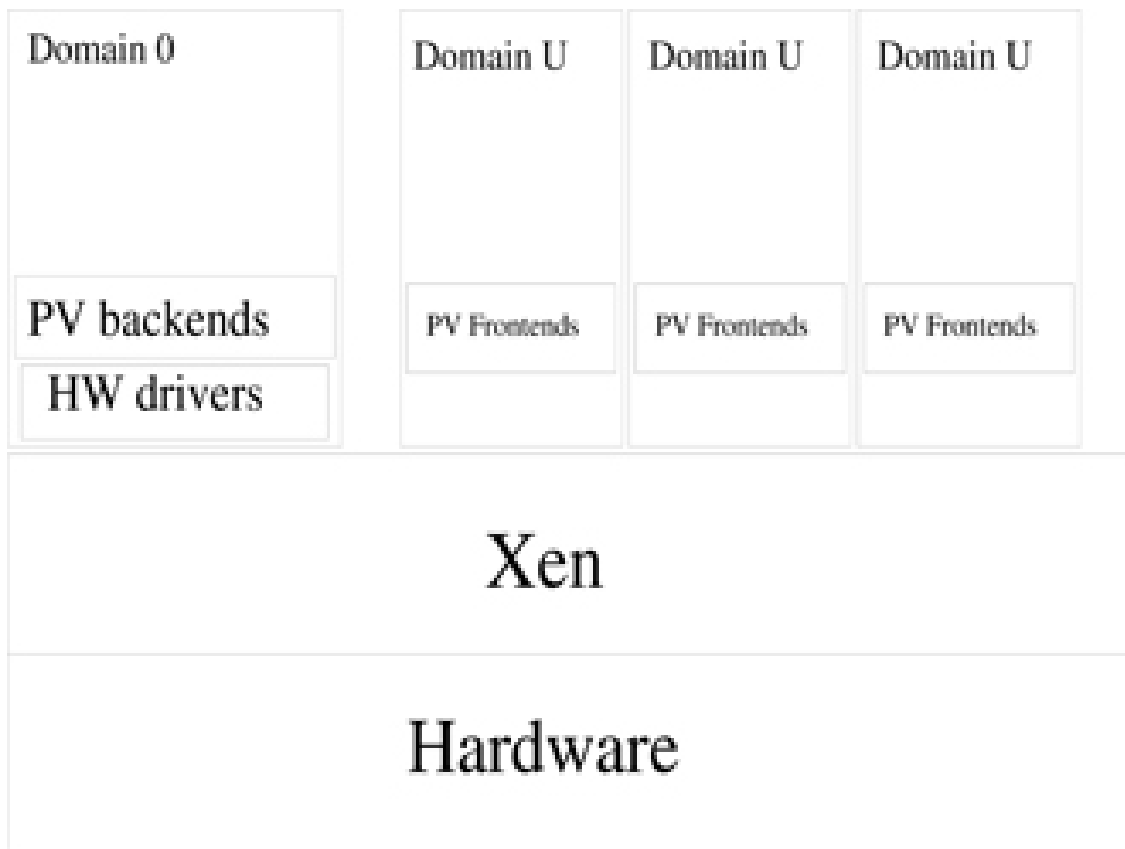 Domain 0
Domain U
Domain U
Domain U
PV backends
PV Frontends
PV Frontends
PV Frontends
HW drivers
Xen
Hardware